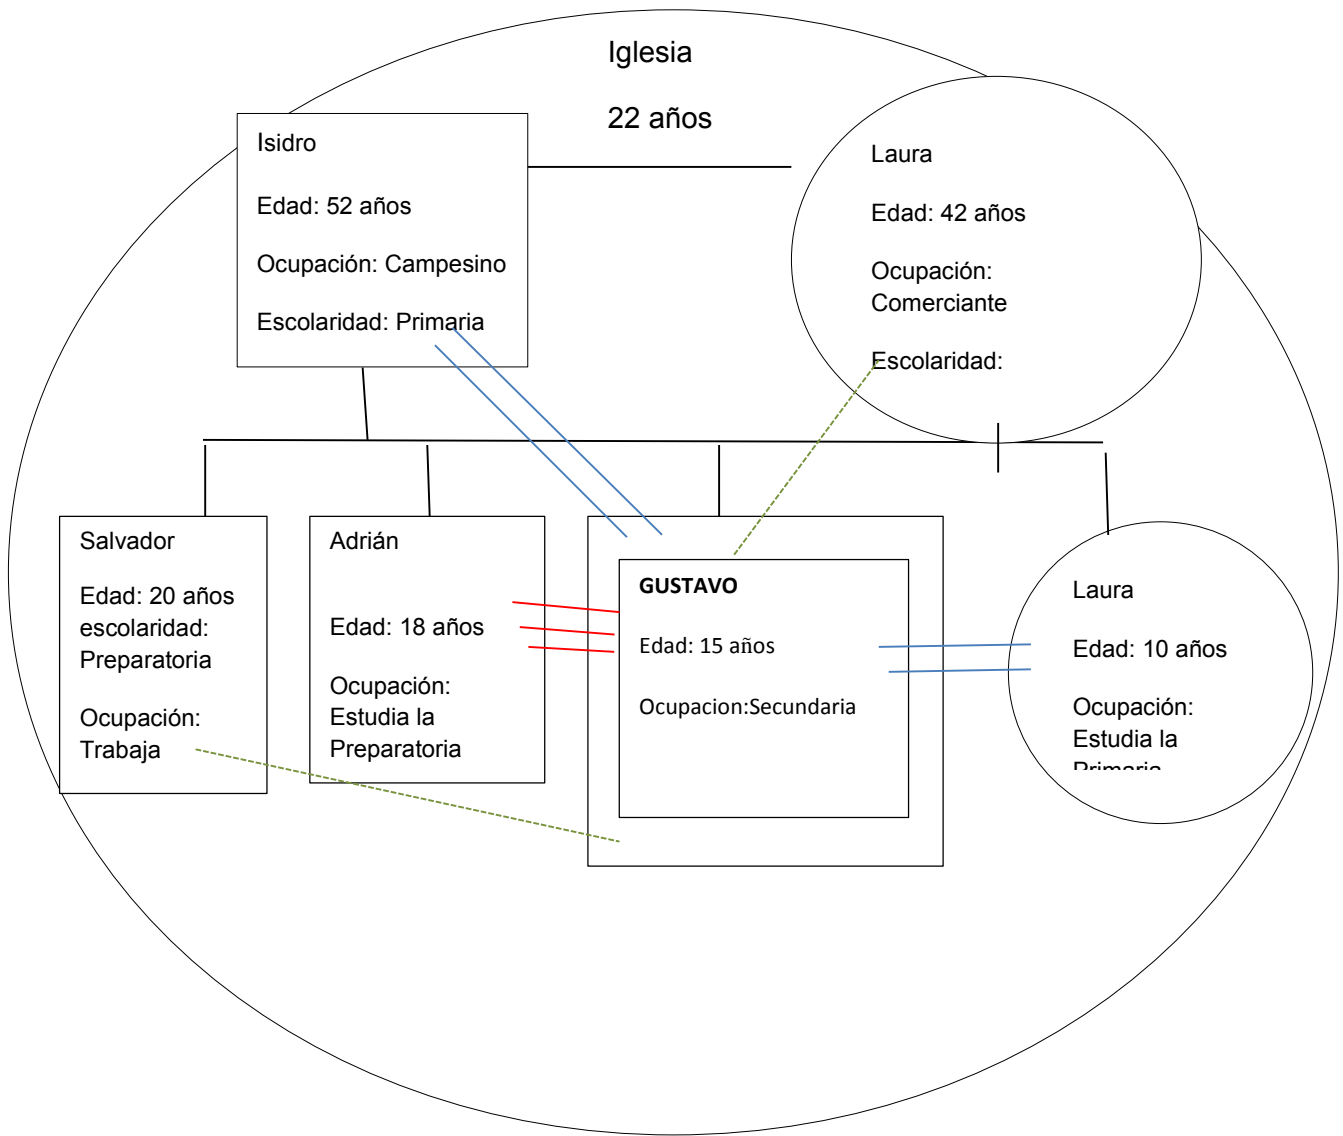 Iglesia
22 años
Isidro
Edad: 52 años
Ocupación: Campesino
Escolaridad: Primaria
Laura
Edad: 42 años
Ocupación:
Comerciante
Escolaridad:
Salvador
Edad: 20 años
escolaridad:
Preparatoria
Ocupación:
Trabaja
Adrián
Edad: 18 años
Ocupación:
Estudia la
Preparatoria
GUSTAVO
Edad: 15 años
Ocupacion:Secundaria
Laura
Edad: 10 años
Ocupación:
Estudia la
Primaria